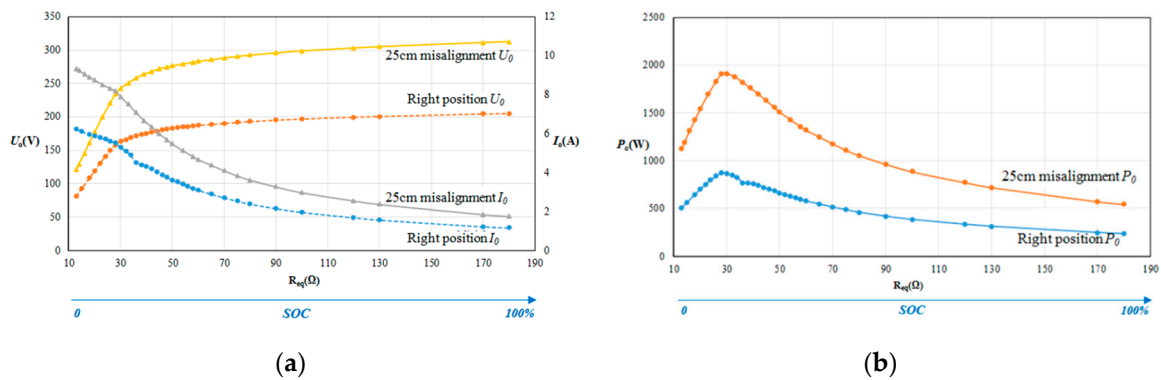 350
300
250
200
150
100
50
0
U₀(V)
12
10
8
6
4
2
0
I₀(A)
25cm misalignment U₀
Right position U₀
25cm misalignment I₀
Right position I₀
10 30 50 70 90 110 130 150 170 190
R_eq(Ω)
0 SOC 100%
(a)
2500
2000
1500
1000
500
0
P₀(W)
25cm misalignment P₀
Right position P₀
10 30 50 70 90 110 130 150 170 190
R_eq(Ω)
0 SOC 100%
(b)